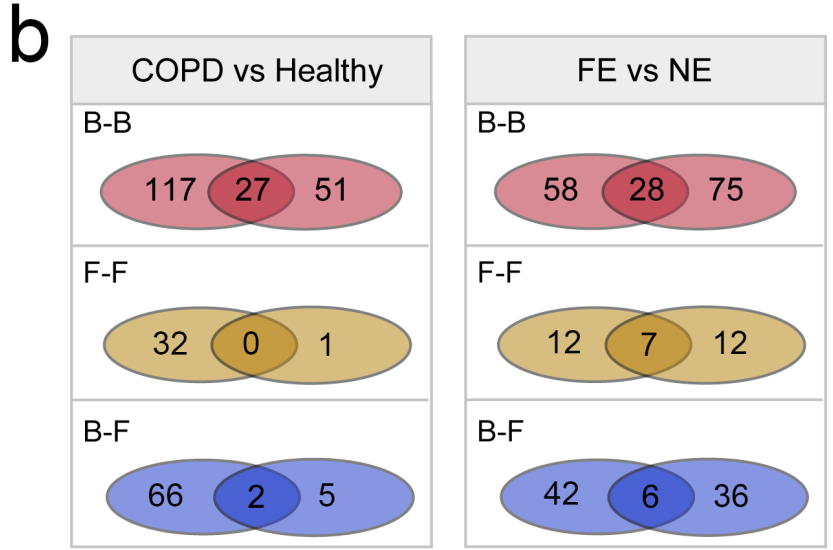 b
COPD vs Healthy
B-B
117 27 51
F-F
32 0 1
B-F
66 2 5
FE vs NE
B-B
58 28 75
F-F
12 7 12
B-F
42 6 36